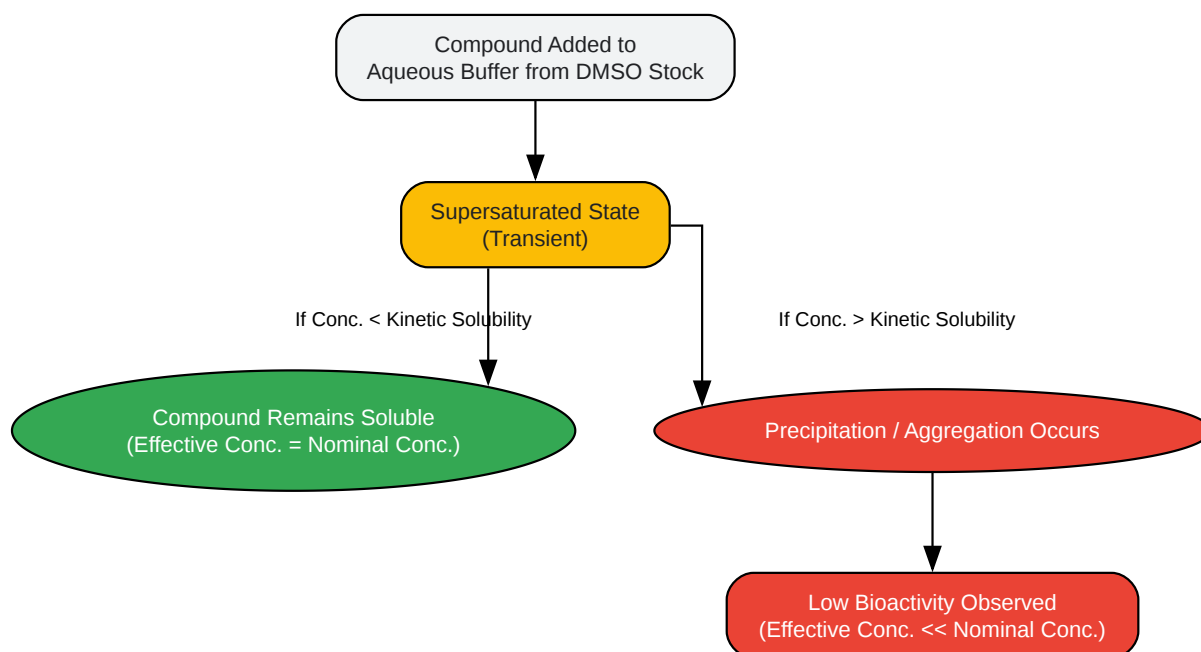 Compound Added to
Aqueous Buffer from DMSO Stock
Supersaturated State
(Transient)
If Conc. < Kinetic Solubility
If Conc. > Kinetic Solubility
Compound Remains Soluble
(Effective Conc. = Nominal Conc.)
Precipitation / Aggregation Occurs
Low Bioactivity Observed
(Effective Conc. << Nominal Conc.)